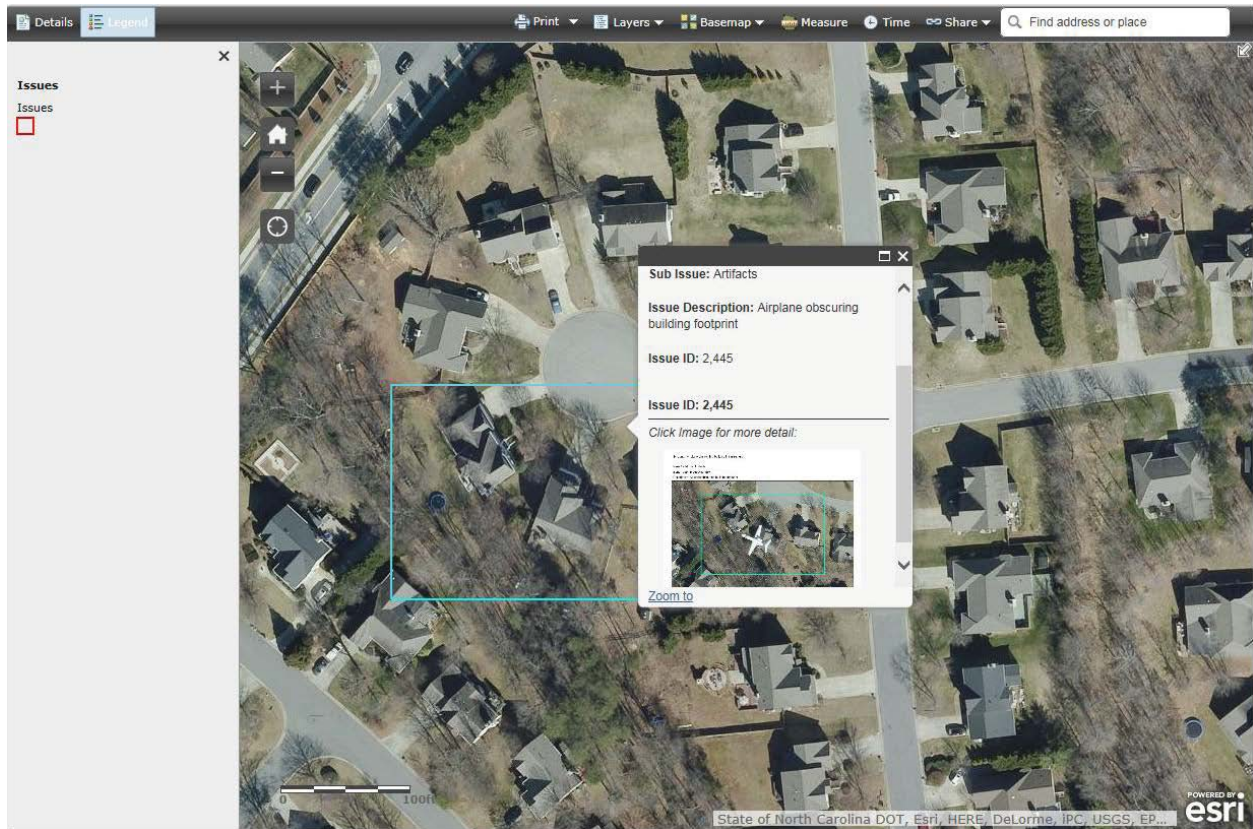 Details Legend Print Layers Basemap Measure Time Share Find address or place
Issues
Issues
Sub Issue: Artifacts
Issue Description: Airplane obscuring
building footprint
Issue ID: 2,445
Issue ID: 2,445
Click Image for more detail:
Zoom to
0 100ft
State of North Carolina DOT, Esri, HERE, DeLorme, iPC, USGS, EP...
POWERED BY
esri